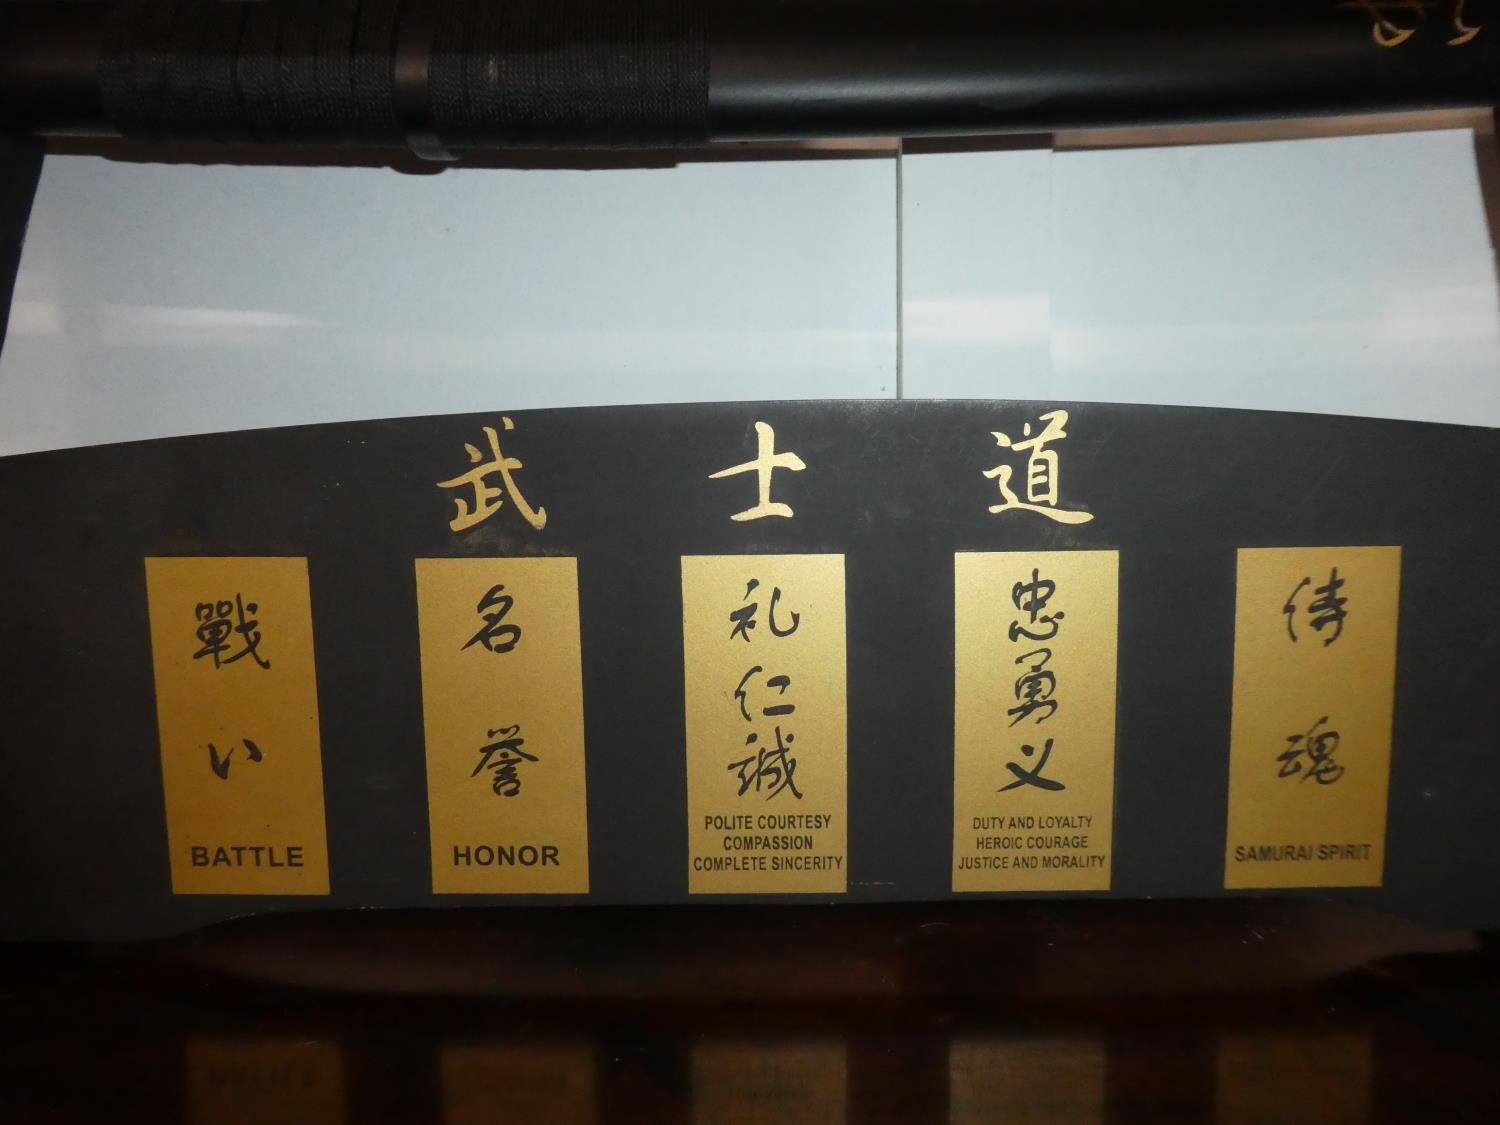 武士道
戰い
BATTLE
名誉
HONOR
礼仁誠
POLITE COURTESY
COMPASSION
COMPLETE SINCERITY
忠勇义
DUTY AND LOYALTY
HEROIC COURAGE
JUSTICE AND MORALITY
侍魂
SAMURAI SPIRIT